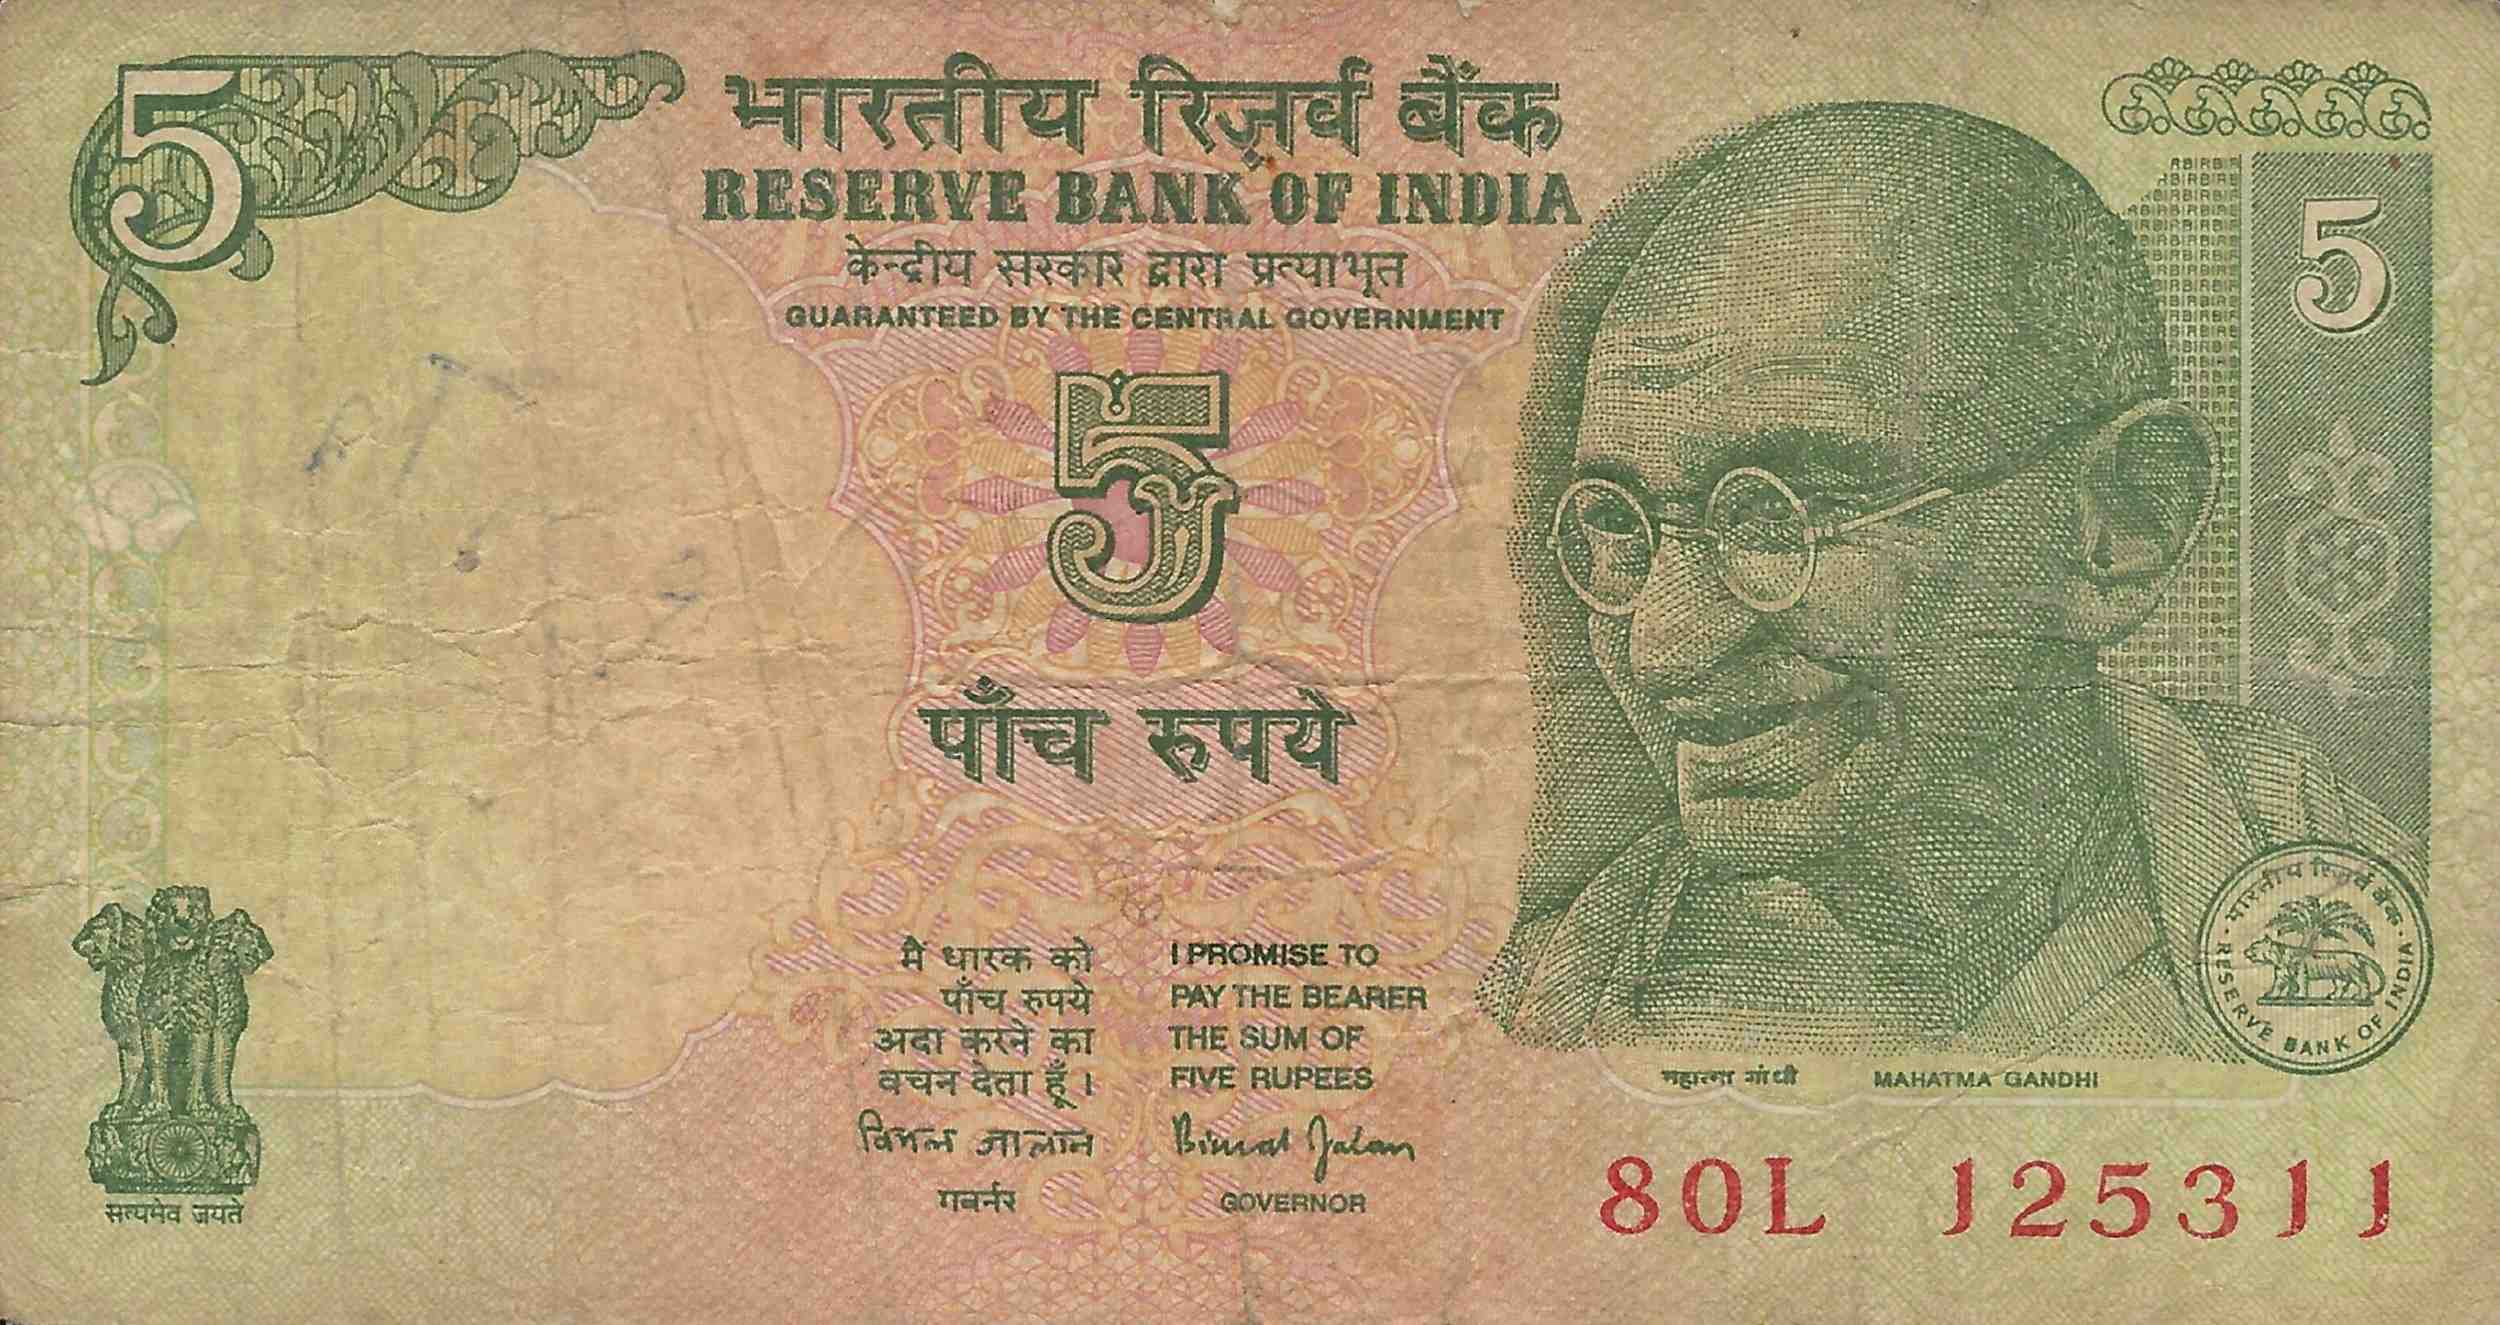 5
भारतीय रिज़र्व बैंक
RESERVE BANK OF INDIA
केन्द्रीय सरकार द्वारा प्रत्याभूत
GUARANTEED BY THE CENTRAL GOVERNMENT
5
5
पाँच रुपये
मैं धारक को
पाँच रुपये
अदा करने का
वचन देता हूँ।
विमल जालान
गवर्नर
I PROMISE TO
PAY THE BEARER
THE SUM OF
FIVE RUPEES
Bimal Jalan
GOVERNOR
महात्मा गांधी MAHATMA GANDHI
भारतीय रिज़र्व बैंक
RESERVE BANK OF INDIA
सत्यमेव जयते
80L 125311